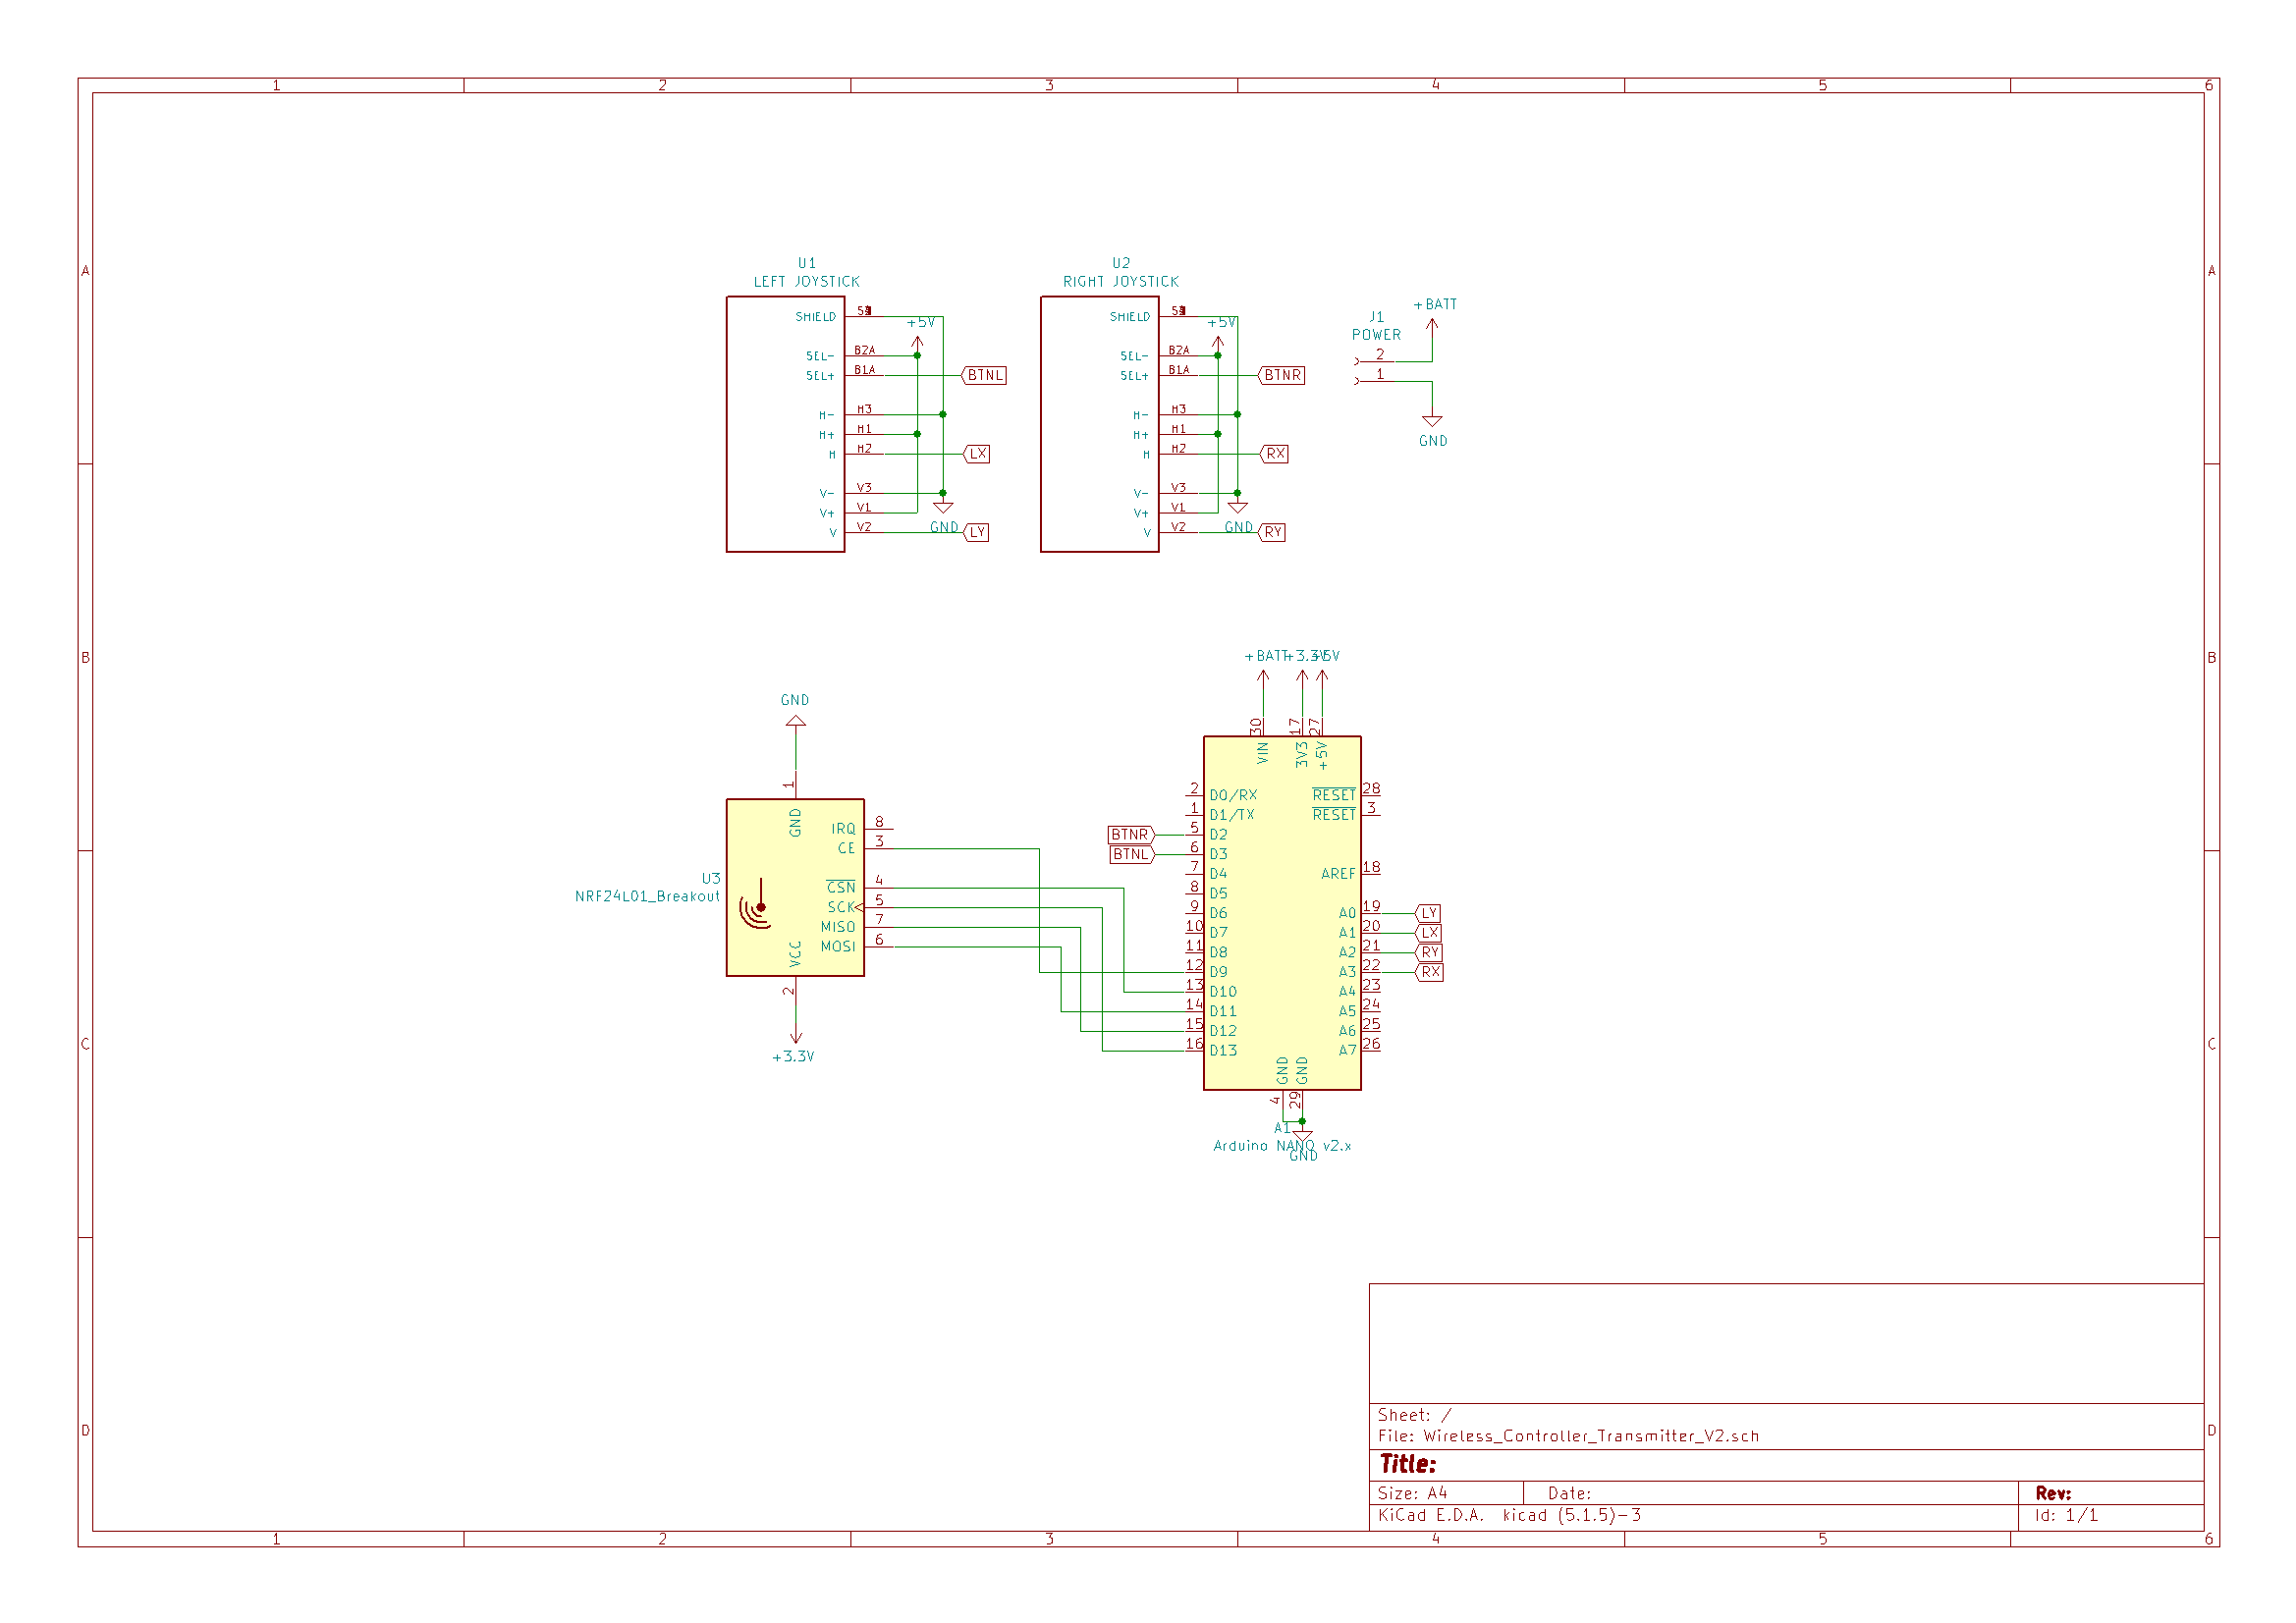 1 2 3 4 5 6
A
B
C
D
A
B
C
D
U1
LEFT JOYSTICK
SHIELD
+5V
SEL- B2A
SEL+ B1A BTNL
H- H3
H+ H1
H H2 LX
V- V3
V+ V1
GND
V V2 LY
U2
RIGHT JOYSTICK
SHIELD
+5V
SEL- B2A
SEL+ B1A BTNR
H- H3
H+ H1
H H2 RX
V- V3
V+ V1
GND
V V2 RY
+BATT
J1
POWER
2
1
GND
GND
1
GND
IRQ 8
CE 3
U3
NRF24L01_Breakout
CSN 4
SCK 5
MISO 7
MOSI 6
VCC
2
+3.3V
+BATT +3.3V +5V
30 17 27
VIN 3V3 +5V
2 D0/RX RESET 28
1 D1/TX RESET 3
BTNR 5 D2
BTNL 6 D3
7 D4 AREF 18
8 D5
9 D6 A0 19 LY
10 D7 A1 20 LX
11 D8 A2 21 RY
12 D9 A3 22 RX
13 D10 A4 23
14 D11 A5 24
15 D12 A6 25
16 D13 A7 26
GND GND
4 29
A1
Arduino NANO v2.x
GND
Sheet: /
File: Wireless_Controller_Transmitter_V2.sch
Title:
Size: A4 Date: Rev:
KiCad E.D.A. kicad (5.1.5)-3 Id: 1/1
1 2 3 4 5 6